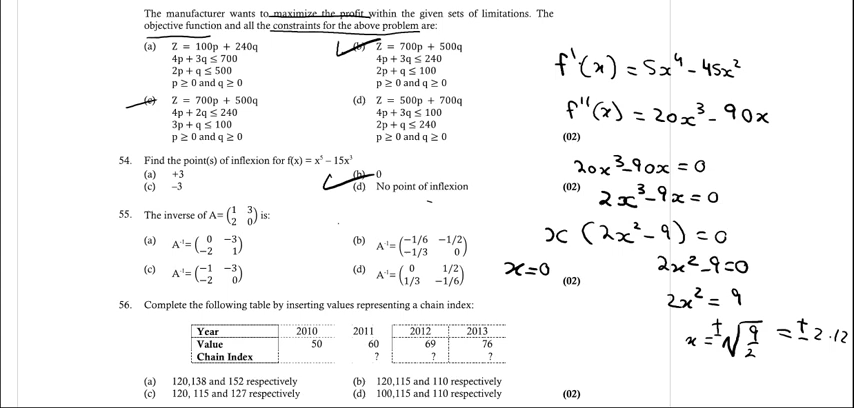 The manufacturer wants to maximize the profit within the given sets of limitations. The
objective function and all the constraints for the above problem are:
(a) Z = 100p + 240q
4p + 3q ≤ 700
2p + q ≤ 500
p ≥ 0 and q ≥ 0
(b) Z = 700p + 500q
4p + 3q ≤ 240
2p + q ≤ 100
p ≥ 0 and q ≥ 0
(c) Z = 700p + 500q
4p + 2q ≤ 240
3p + q ≤ 100
p ≥ 0 and q ≥ 0
(d) Z = 500p + 700q
4p + 3q ≤ 100
2p + q ≤ 240
p ≥ 0 and q ≥ 0
(02)
54. Find the point(s) of inflexion for f(x) = x⁵ – 15x³
(a) +3
(b) 0
(c) –3
(d) No point of inflexion
(02)
55. The inverse of A= (1 3
2 0) is:
(a) A⁻¹= (0 −3
−2 1)
(b) A⁻¹= (−1/6 −1/2
−1/3 0)
(c) A⁻¹= (−1 −3
−2 0)
(d) A⁻¹= (0 1/2
1/3 −1/6)
(02)
56. Complete the following table by inserting values representing a chain index:
Year 2010 2011 2012 2013
Value 50 60 69 76
Chain Index ? ? ?
(a) 120,138 and 152 respectively
(b) 120,115 and 110 respectively
(c) 120, 115 and 127 respectively
(d) 100,115 and 110 respectively
(02)
f'(x) = 5x⁴ - 45x²
f''(x) = 20x³ - 90x
20x³ - 90x = 0
2x³ - 9x = 0
x (2x² - 9) = 0
x = 0
2x² - 9 = 0
2x² = 9
x = ±√9/2 = ± 2.12